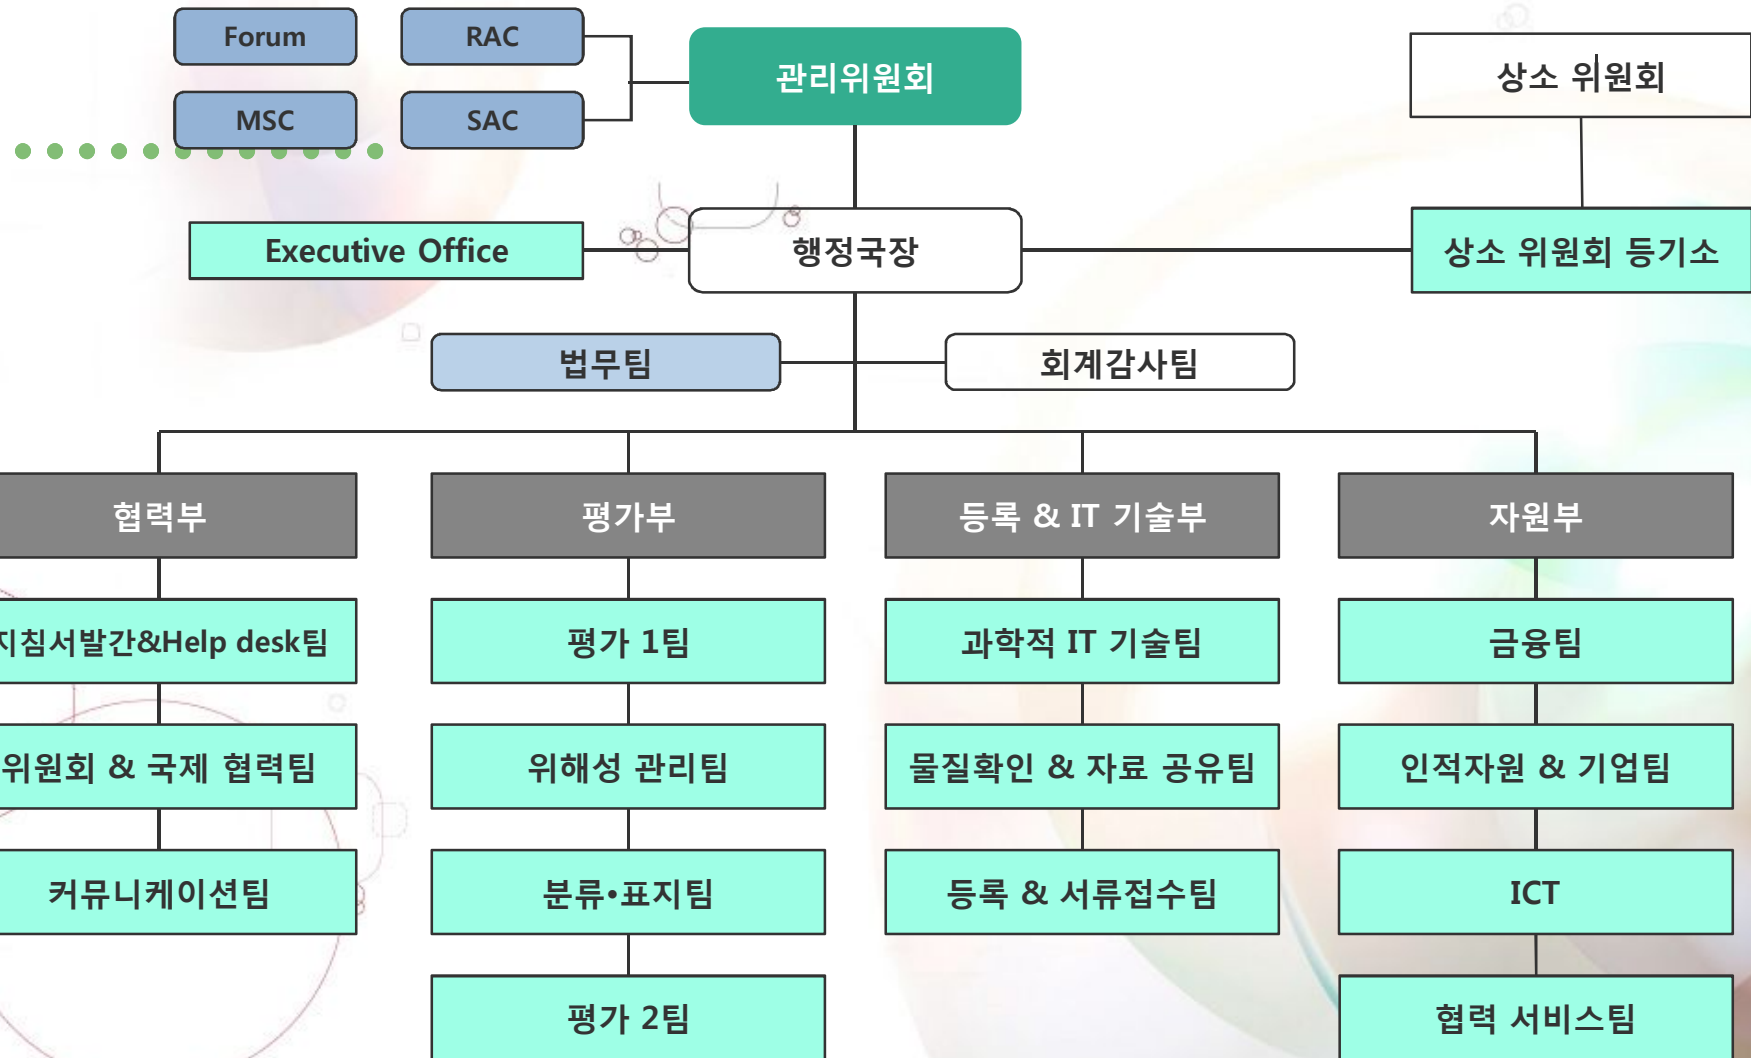 Forum
RAC
관리위원회
상소 위원회
MSC
SAC
Executive Office
행정국장
상소 위원회 등기소
법무팀
회계감사팀
협력부
평가부
등록 & IT 기술부
자원부
지침서발간&Help desk팀
평가 1팀
과학적 IT 기술팀
금융팀
위원회 & 국제 협력팀
위해성 관리팀
물질확인 & 자료 공유팀
인적자원 & 기업팀
커뮤니케이션팀
분류•표지팀
등록 & 서류접수팀
ICT
평가 2팀
협력 서비스팀